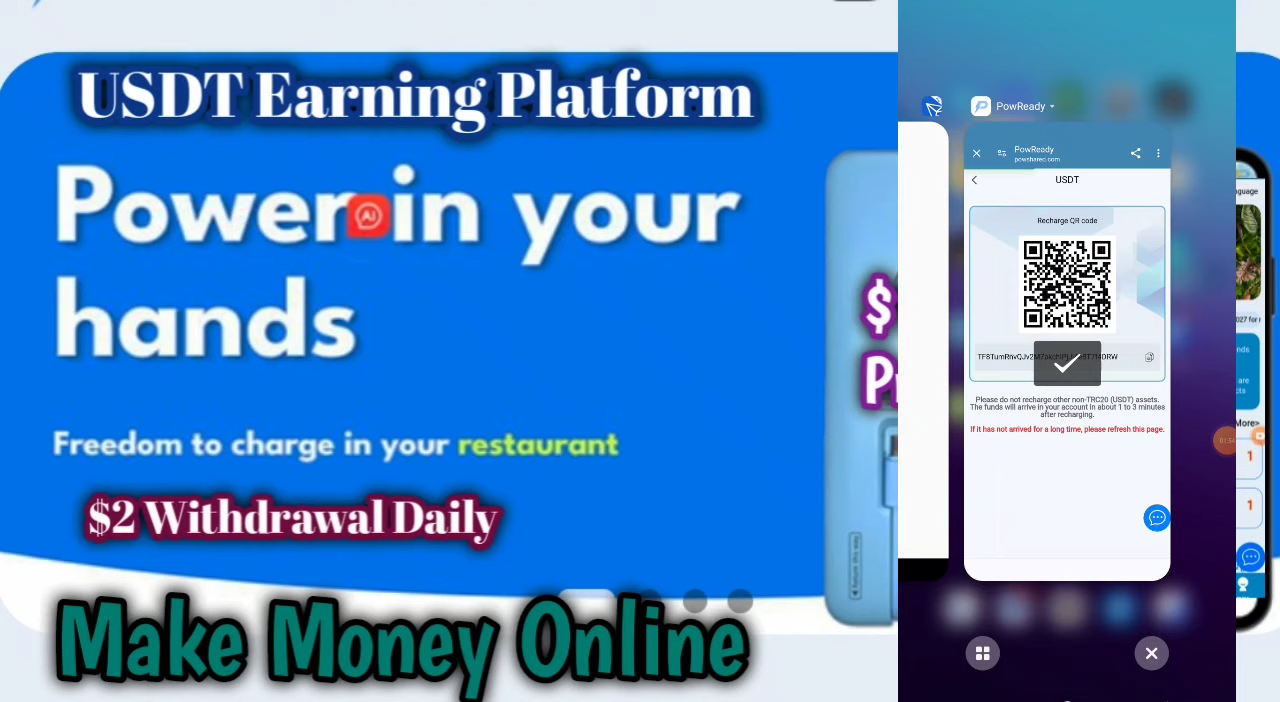 USDT Earning Platform
Power in your
hands
Freedom to charge in your restaurant
$2 Withdrawal Daily
Make Money Online
PowReady
PowReady
powshared.com
USDT
Recharge QR code
Please do not recharge other non-TRC20 (USDT) assets.
The funds will arrive in your account in about 1 to 3 minutes
after recharging.
If it has not arrived for a long time, please refresh this page.
AI